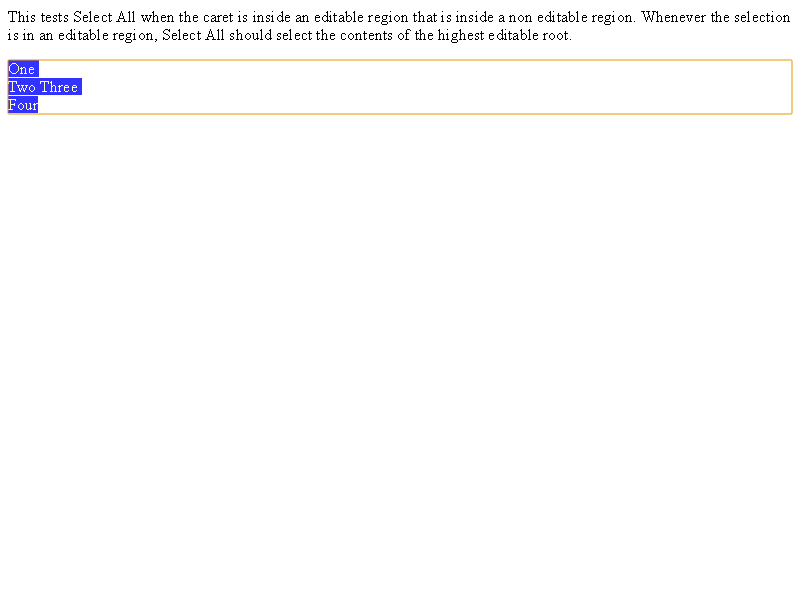 This tests Select All when the caret is inside an editable region that is inside a non editable region. Whenever the selection
is in an editable region, Select All should select the contents of the highest editable root.
One
Two Three
Four